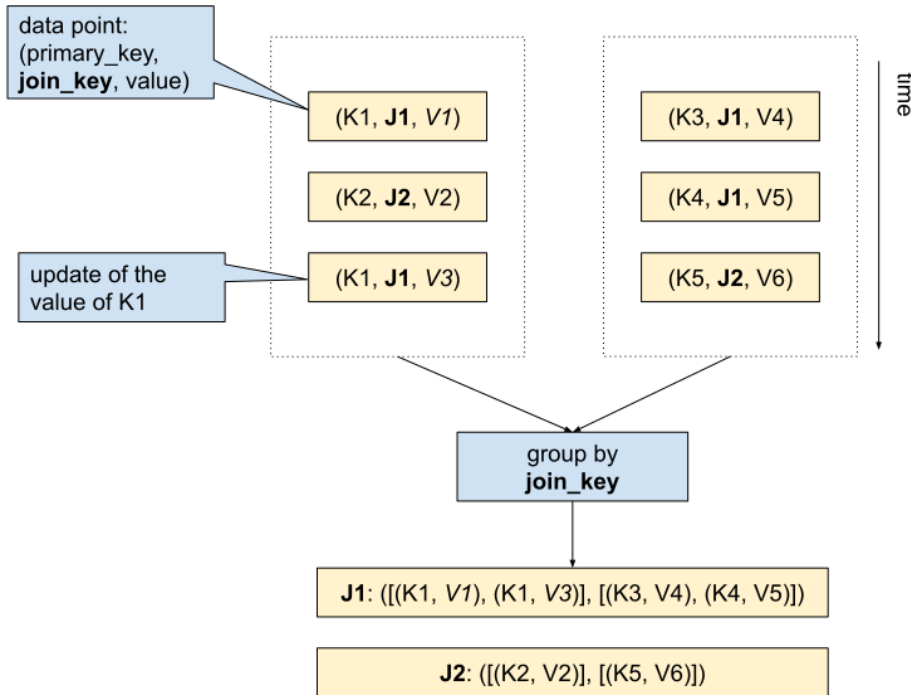 data point:
(primary_key,
join_key, value)
time
(K1, J1, V1)
(K3, J1, V4)
(K2, J2, V2)
(K4, J1, V5)
update of the
value of K1
(K1, J1, V3)
(K5, J2, V6)
group by
join_key
J1: ([(K1, V1), (K1, V3)], [(K3, V4), (K4, V5)])
J2: ([(K2, V2)], [(K5, V6)])